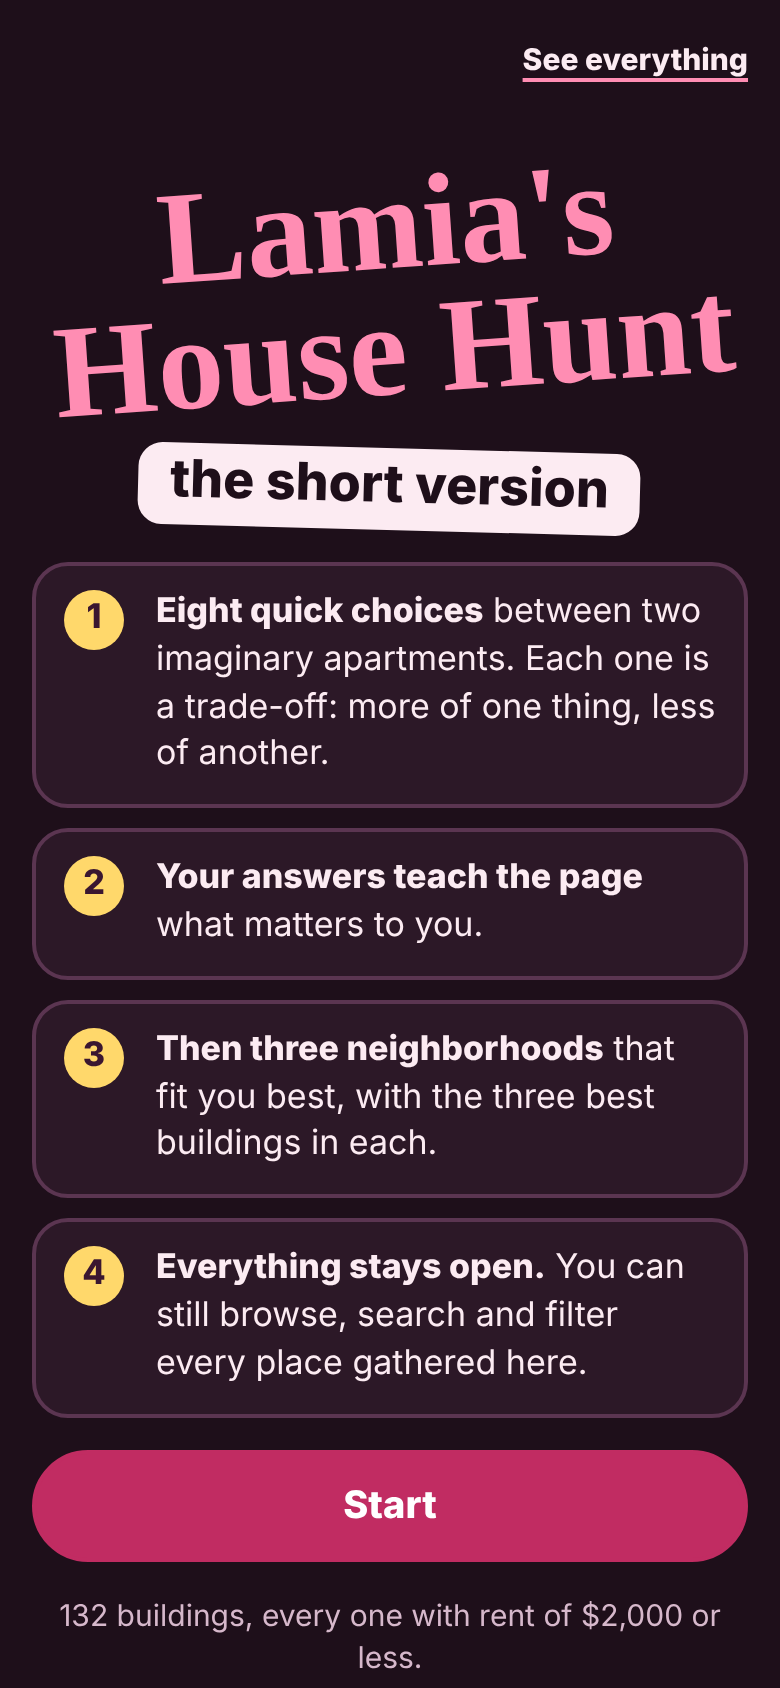 See everything
Lamia's
House Hunt
the short version
1
Eight quick choices between two
imaginary apartments. Each one is
a trade-off: more of one thing, less
of another.
2
Your answers teach the page
what matters to you.
3
Then three neighborhoods that
fit you best, with the three best
buildings in each.
4
Everything stays open. You can
still browse, search and filter
every place gathered here.
Start
132 buildings, every one with rent of $2,000 or
less.